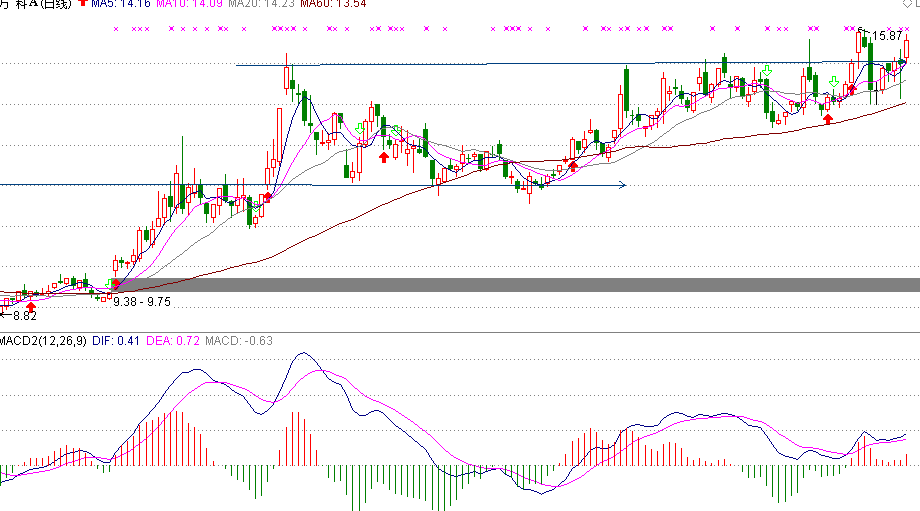 万 科A(日线) MA5: 14.16 MA10: 14.09 MA20: 14.23 MA60: 13.54
15.87
9.38 - 9.75
8.82
MACD2(12,26,9) DIF: 0.41 DEA: 0.72 MACD: -0.63